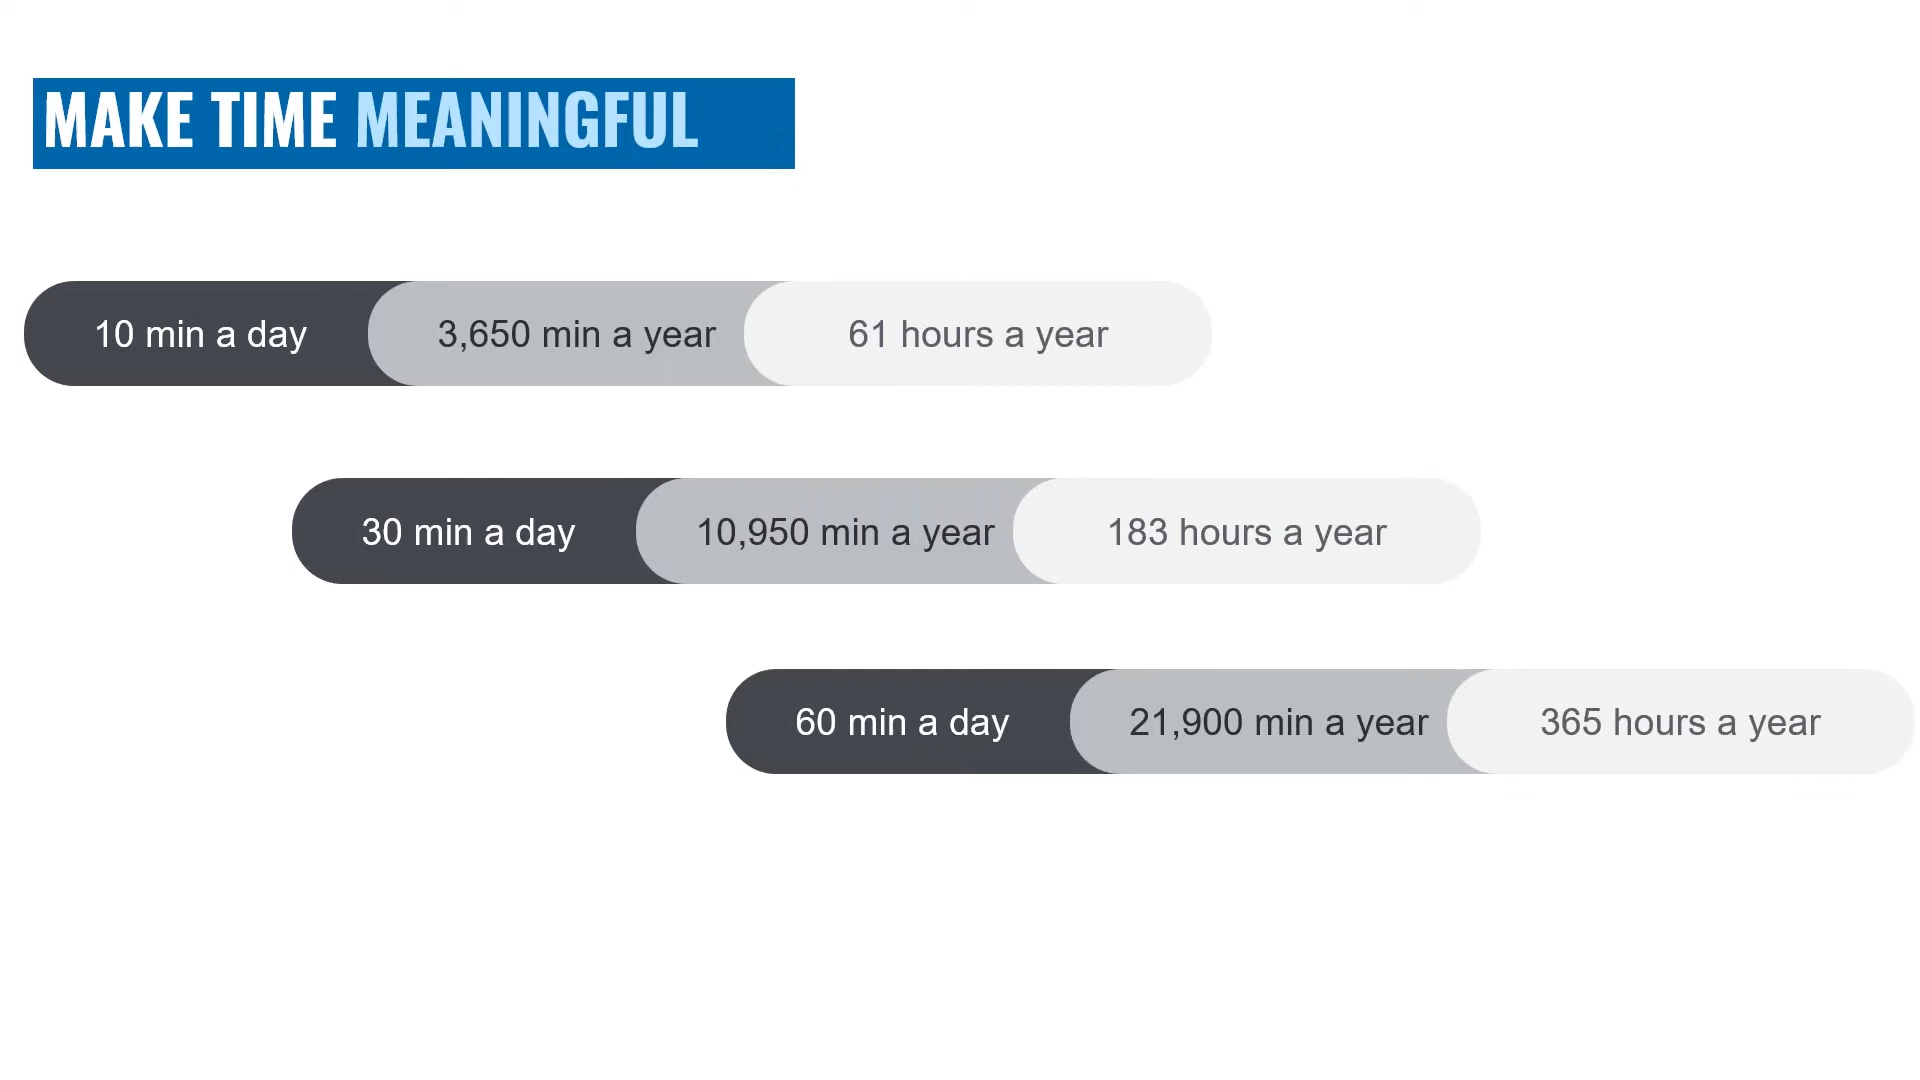 MAKE TIME MEANINGFUL
10 min a day 3,650 min a year 61 hours a year
30 min a day 10,950 min a year 183 hours a year
60 min a day 21,900 min a year 365 hours a year